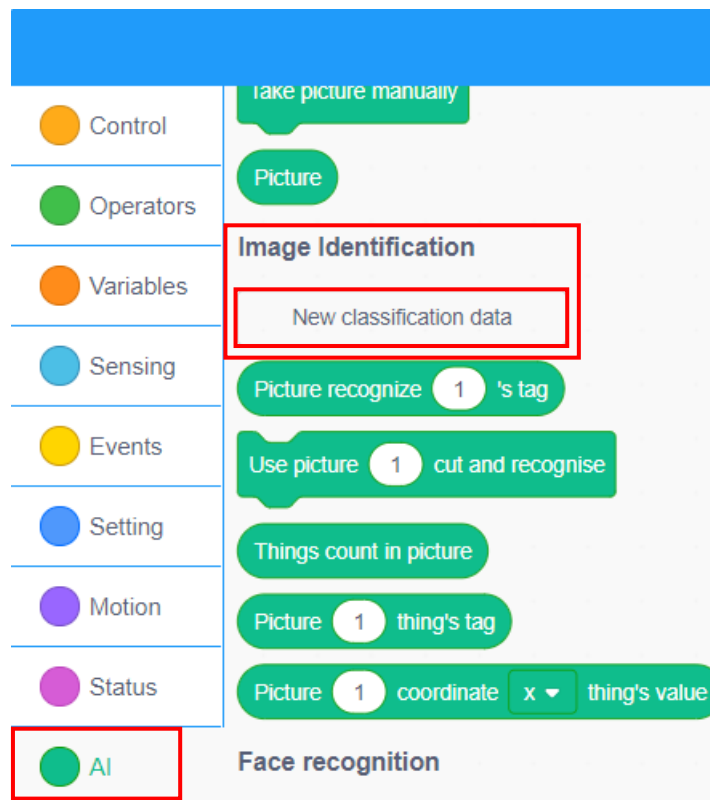 Control
Operators
Variables
Sensing
Events
Setting
Motion
Status
AI
Take picture manually
Picture
Image Identification
New classification data
Picture recognize 1 's tag
Use picture 1 cut and recognise
Things count in picture
Picture 1 thing's tag
Picture 1 coordinate x thing's value
Face recognition